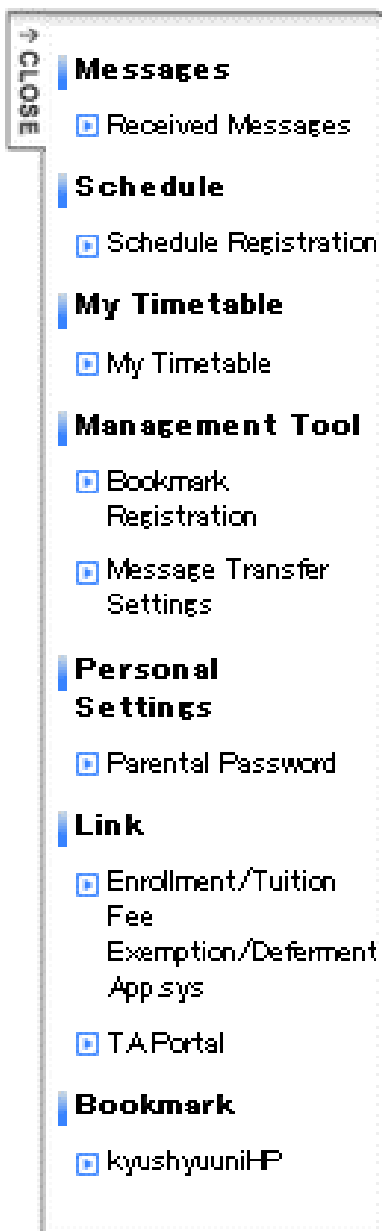 ↑ CLOSE
Messages
Received Messages
Schedule
Schedule Registration
My Timetable
My Timetable
Management Tool
Bookmark
Registration
Message Transfer
Settings
Personal
Settings
Parental Password
Link
Enrollment/Tuition
Fee
Exemption/Deferment
App.sys
T.A.Portal
Bookmark
kyushyuuniHP